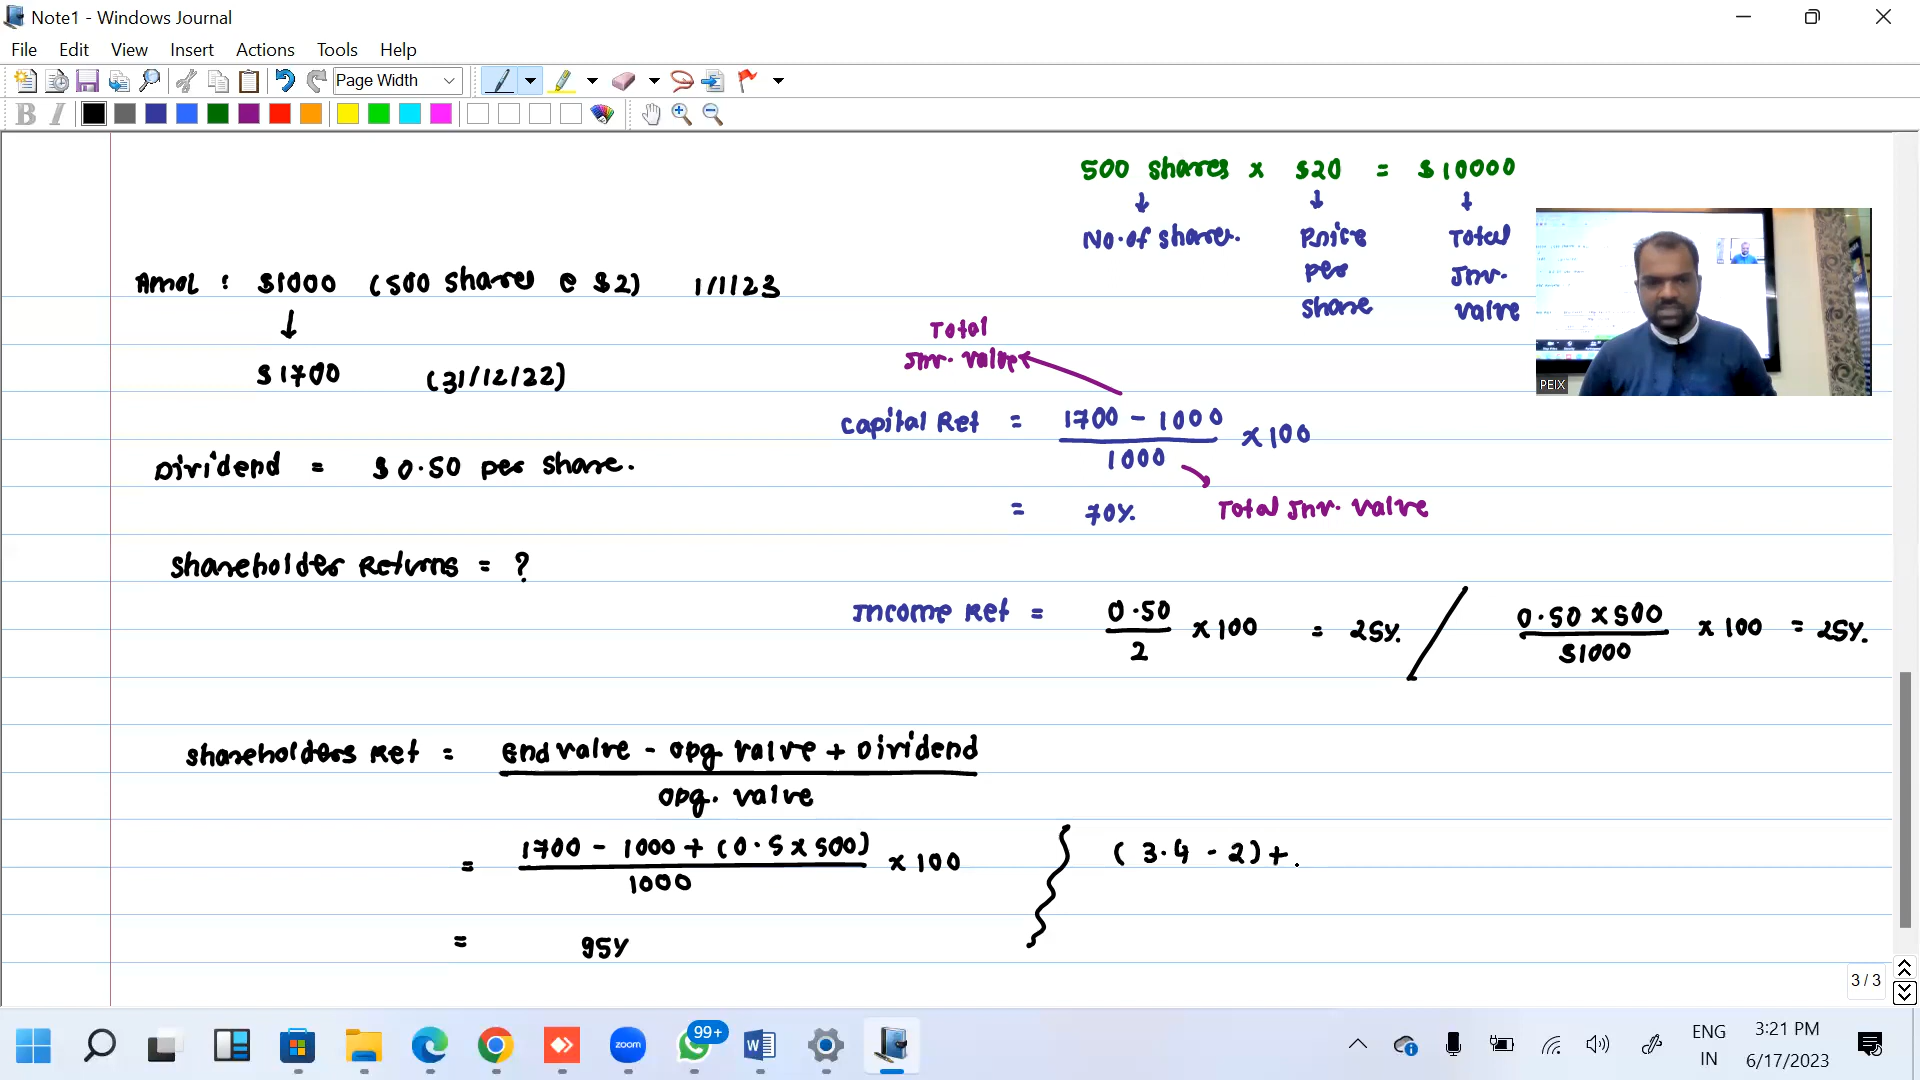 Note1 - Windows Journal
File Edit View Insert Actions Tools Help
Page Width
B I
500 shares x $20 = $10000
No. of shares. Price per share Total Inv. value
Amol : $1000 (500 shares @ $2) 1/1/23
$1700 (31/12/22)
Total
Inv. value
Capital Ret = 1700 - 1000
1000 x 100
= 70%
Total Inv. value
Dividend = $0.50 per share.
Shareholder Returns = ?
Income Ret = 0.50
2 x 100 = 25% / 0.50 x 500
$1000 x 100 = 25%.
Shareholders Ret = End value - opg. value + Dividend
opg. value
= 1700 - 1000 + (0.5 x 500)
1000 x 100
(3.4 - 2) + .
= 95%
PEIX
3 / 3
99+
zoom
ENG
IN
3:21 PM
6/17/2023